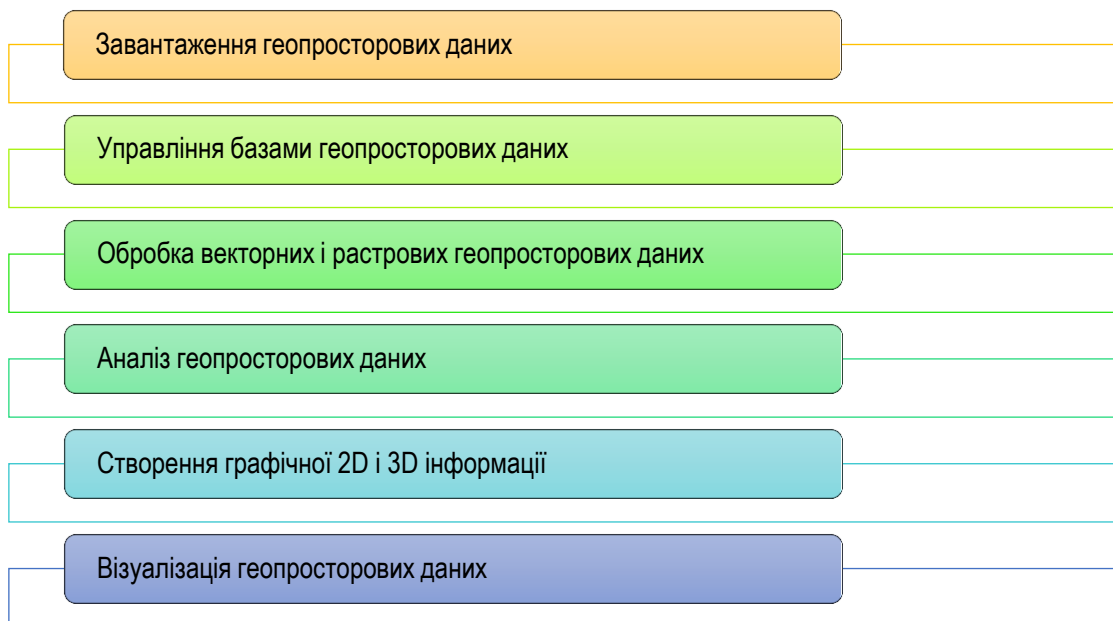 Завантаження геопросторових даних
Управління базами геопросторових даних
Обробка векторних і растрових геопросторових даних
Аналіз геопросторових даних
Створення графічної 2D і 3D інформації
Візуалізація геопросторових даних